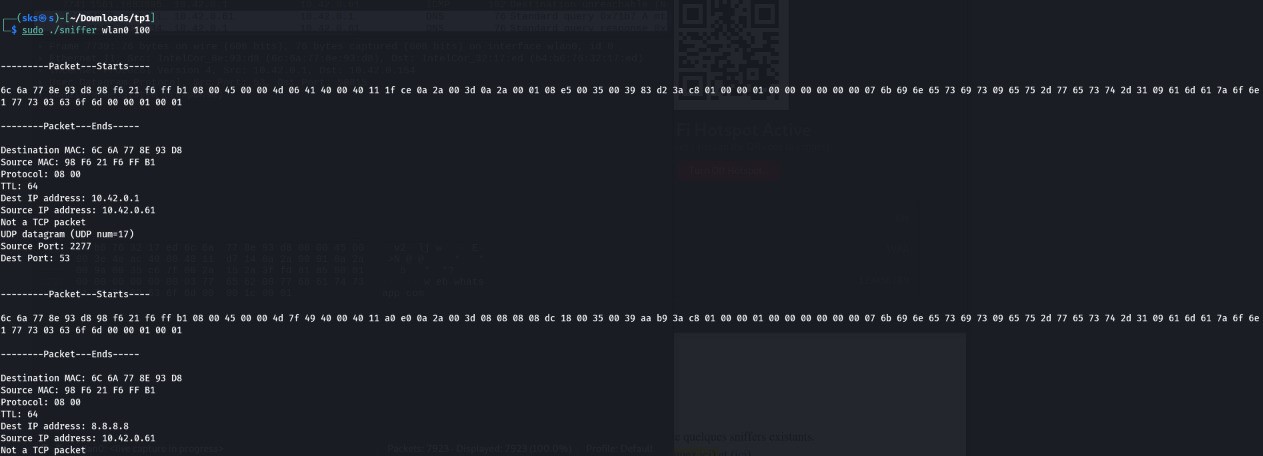 (sks㉿s)-[~/Downloads/tp1]
$ sudo ./sniffer wlan0 100
---------Packet---Starts----
6c 6a 77 8e 93 d8 98 f6 21 f6 ff b1 08 00 45 00 00 4d 06 41 40 00 40 11 1f ce 0a 2a 00 3d 0a 2a 00 01 08 e5 00 35 00 39 83 d2 3a c8 01 00 00 01 00 00 00 00 00 00 07 6b 69 6e 65 73 69 73 09 65 75 2d 77 65 73 74 2d 31 09 61 6d 61 7a 6f 6e
1 77 73 03 63 6f 6d 00 00 01 00 01
--------Packet---Ends-----
Destination MAC: 6C 6A 77 8E 93 D8
Source MAC: 98 F6 21 F6 FF B1
Protocol: 08 00
TTL: 64
Dest IP address: 10.42.0.1
Source IP address: 10.42.0.61
Not a TCP packet
UDP datagram (UDP num=17)
Source Port: 2277
Dest Port: 53
Fi Hotspot Active
---------Packet---Starts----
6c 6a 77 8e 93 d8 98 f6 21 f6 ff b1 08 00 45 00 00 4d 7f 49 40 00 40 11 a0 e0 0a 2a 00 3d 08 08 08 08 dc 18 00 35 00 39 aa b9 3a c8 01 00 00 01 00 00 00 00 00 00 07 6b 69 6e 65 73 69 73 09 65 75 2d 77 65 73 74 2d 31 09 61 6d 61 7a 6f 6e
1 77 73 03 63 6f 6d 00 00 01 00 01
--------Packet---Ends-----
Destination MAC: 6C 6A 77 8E 93 D8
Source MAC: 98 F6 21 F6 FF B1
Protocol: 08 00
TTL: 64
Dest IP address: 8.8.8.8
Source IP address: 10.42.0.61
Not a TCP packet
quelques sniffers existants.